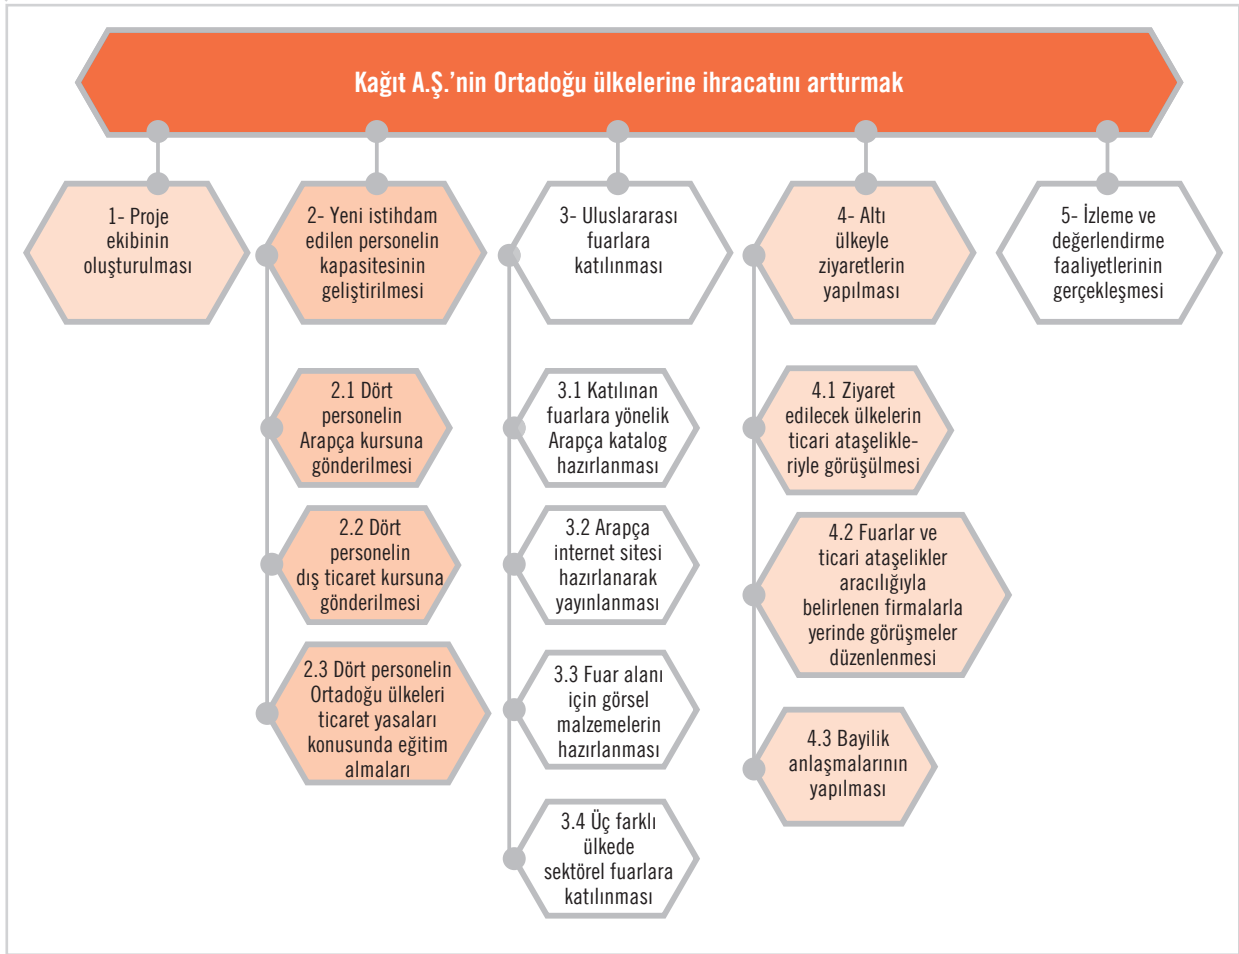 Kağıt A.Ş.’nin Ortadoğu ülkelerine ihracatını arttırmak
1- Proje
ekibinin
oluşturulması
2- Yeni istihdam
edilen personelin
kapasitesinin
geliştirilmesi
3- Uluslararası
fuarlara
katılınması
4- Altı
ülkeyle
ziyaretlerin
yapılması
5- İzleme ve
değerlendirme
faaliyetlerinin
gerçekleşmesi
2.1 Dört
personelin
Arapça kursuna
gönderilmesi
2.2 Dört
personelin
dış ticaret kursuna
gönderilmesi
2.3 Dört personelin
Ortadoğu ülkeleri
ticaret yasaları
konusunda eğitim
almaları
3.1 Katılınan
fuarlara yönelik
Arapça katalog
hazırlanması
3.2 Arapça
internet sitesi
hazırlanarak
yayınlanması
3.3 Fuar alanı
için görsel
malzemelerin
hazırlanması
3.4 Üç farklı
ülkede
sektörel fuarlara
katılınması
4.1 Ziyaret
edilecek ülkelerin
ticari ataşelikle-
riyle görüşülmesi
4.2 Fuarlar ve
ticari ataşelikler
aracılığıyla
belirlenen firmalarla
yerinde görüşmeler
düzenlenmesi
4.3 Bayilik
anlaşmalarının
yapılması